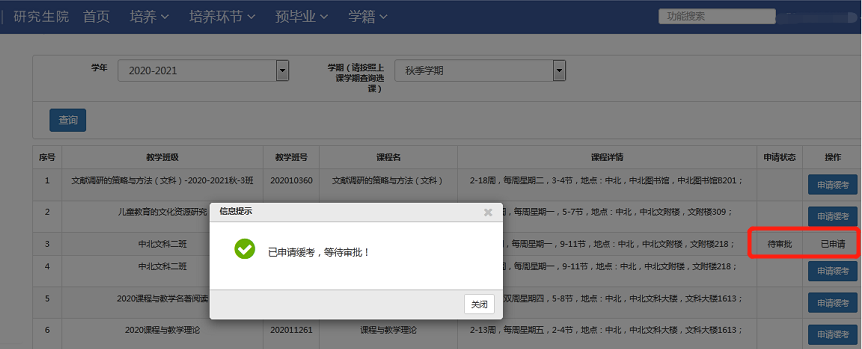 研究生院 首页 培养 培养环节 预毕业 学籍 功能搜索
学年 2020-2021 学期（请按照上课学期查询选课） 秋季学期
查询
序号 教学班级 教学班号 课程名 课程详情 申请状态 操作
1 文献调研的策略与方法（文科）-2020-2021秋-3班 202010360 文献调研的策略与方法（文科） 2-18周，每周星期二，3-4节，地点：中北，中北图书馆，中北图书馆B201； 申请缓考
2 儿童教育的文化资源研究 周，每周星期一，5-7节，地点：中北，中北文附楼，文附楼309； 申请缓考
信息提示
3 中北文科二班 周，每周星期一，9-11节，地点：中北，中北文附楼，文附楼218； 待审批 已申请
已申请缓考，等待审批！
4 中北文科二班 周，每周星期一，9-11节，地点：中北，中北文附楼，文附楼218； 申请缓考
5 2020课程与教学名著阅读 双周星期四，5-8节，地点：中北，中北文科大楼，文科大楼1613； 申请缓考
关闭
6 2020课程与教学理论 202011261 课程与教学理论 2-13周，每周星期五，2-4节，地点：中北，中北文科大楼，文科大楼1613； 申请缓考